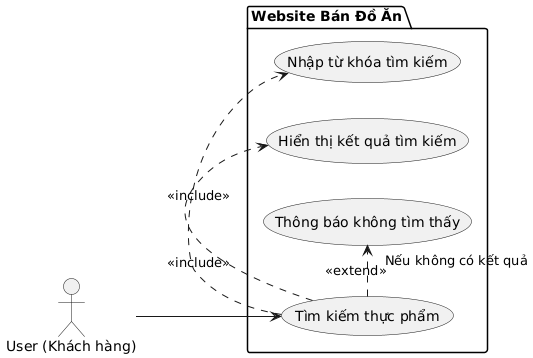 Website Bán Đồ Ăn
Nhập từ khóa tìm kiếm
Hiển thị kết quả tìm kiếm
«include»
Thông báo không tìm thấy
«include»
«extend»
Nếu không có kết quả
Tìm kiếm thực phẩm
User (Khách hàng)